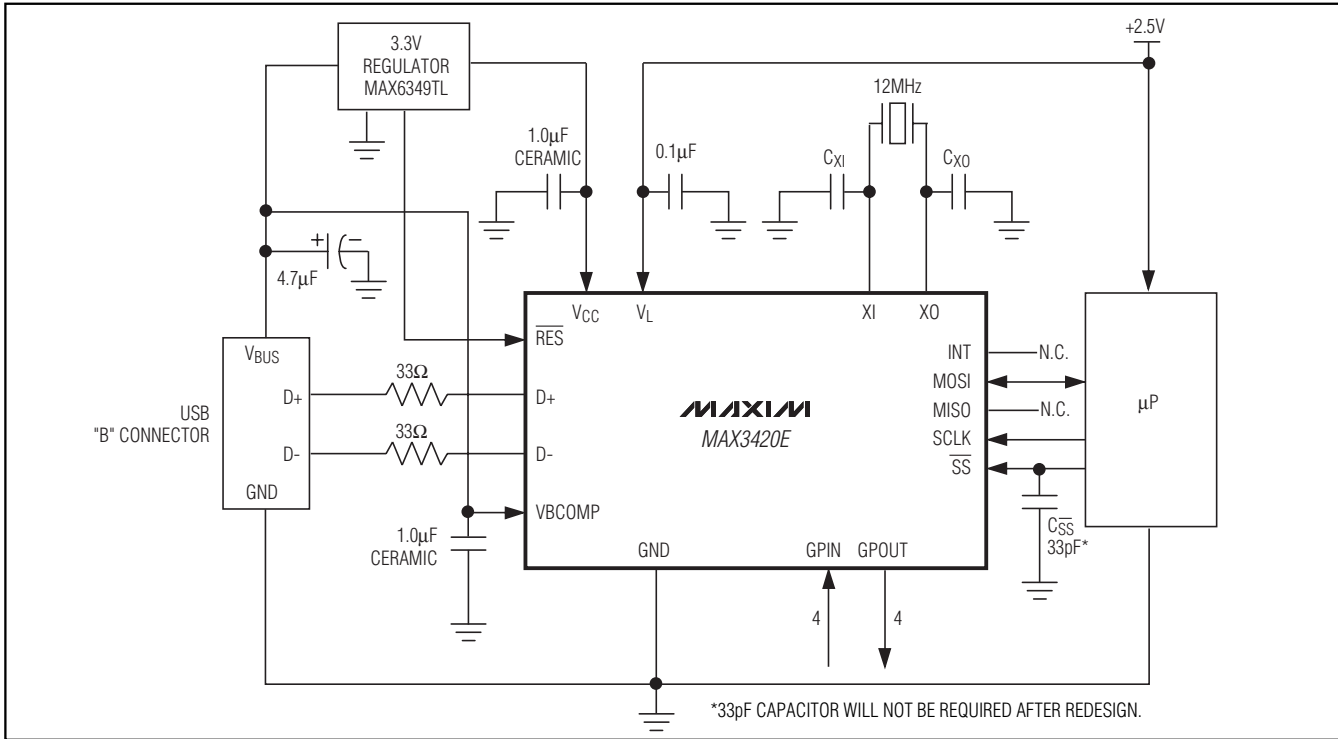 3.3V
REGULATOR
MAX6349TL
+2.5V
12MHz
1.0µF
CERAMIC
0.1µF
CXI
CXO
+
−
4.7µF
VCC
VL
XI
XO
RES
VBUS
INT
N.C.
33Ω
D+
D+
MOSI
µP
USB
"B" CONNECTOR
MAXIM
MAX3420E
MISO
N.C.
33Ω
D-
D-
SCLK
SS
GND
VBCOMP
CSS
33pF*
1.0µF
CERAMIC
GND
GPIN
GPOUT
4
4
*33pF CAPACITOR WILL NOT BE REQUIRED AFTER REDESIGN.